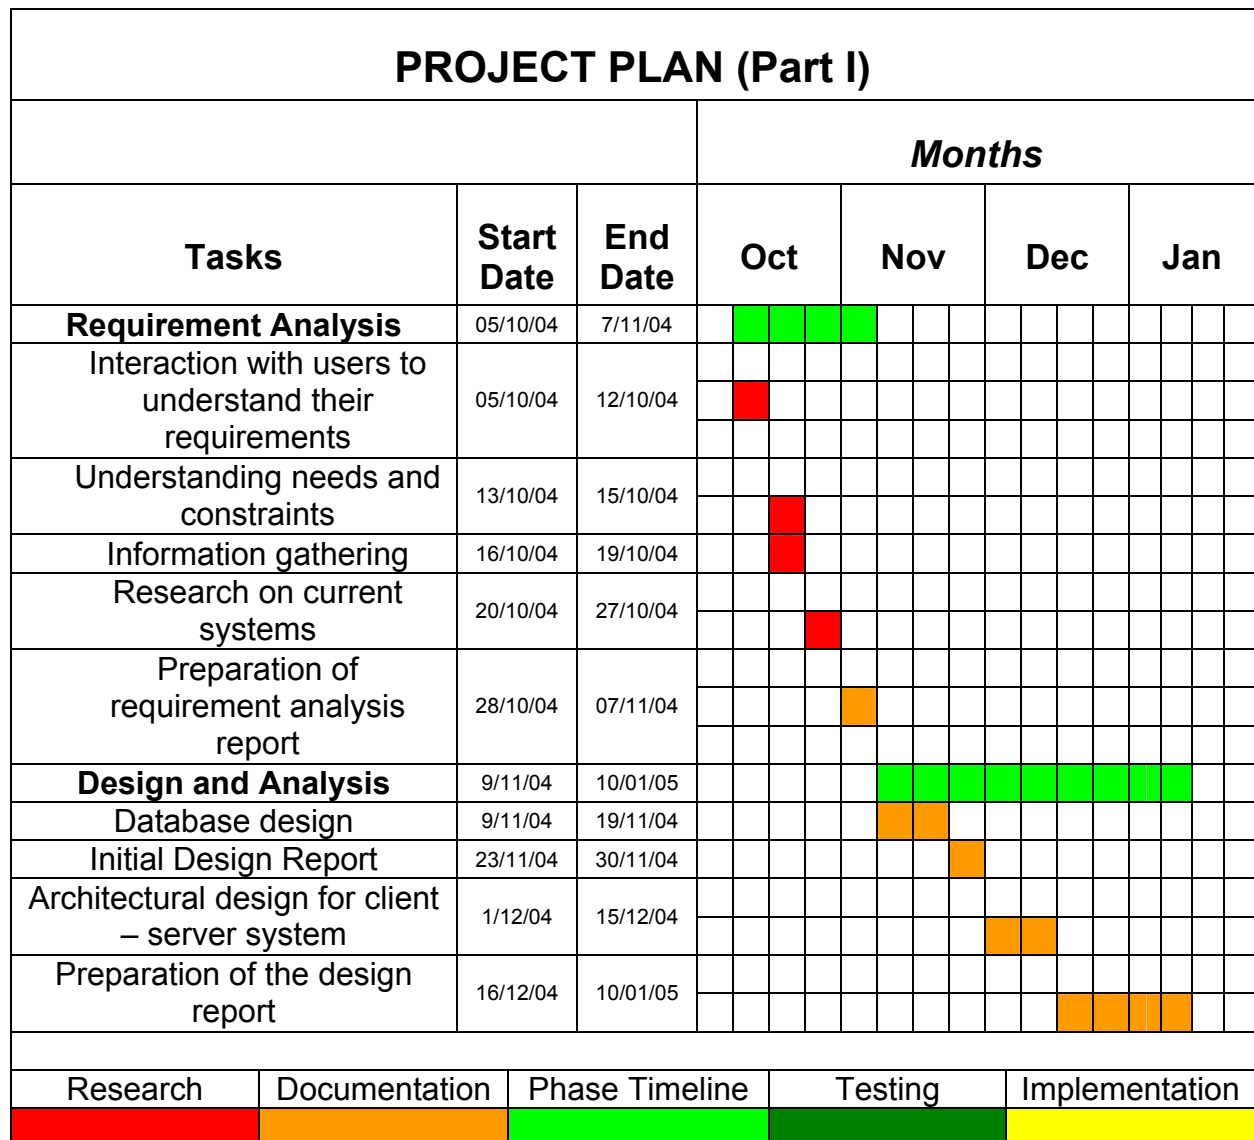 PROJECT PLAN (Part I)
Months
Tasks Start Date End Date Oct Nov Dec Jan
Requirement Analysis 05/10/04 7/11/04
Interaction with users to
understand their 05/10/04 12/10/04
requirements
Understanding needs and
constraints 13/10/04 15/10/04
Information gathering 16/10/04 19/10/04
Research on current
systems 20/10/04 27/10/04
Preparation of
requirement analysis 28/10/04 07/11/04
report
Design and Analysis 9/11/04 10/01/05
Database design 9/11/04 19/11/04
Initial Design Report 23/11/04 30/11/04
Architectural design for client
– server system 1/12/04 15/12/04
Preparation of the design
report 16/12/04 10/01/05
Research Documentation Phase Timeline Testing Implementation